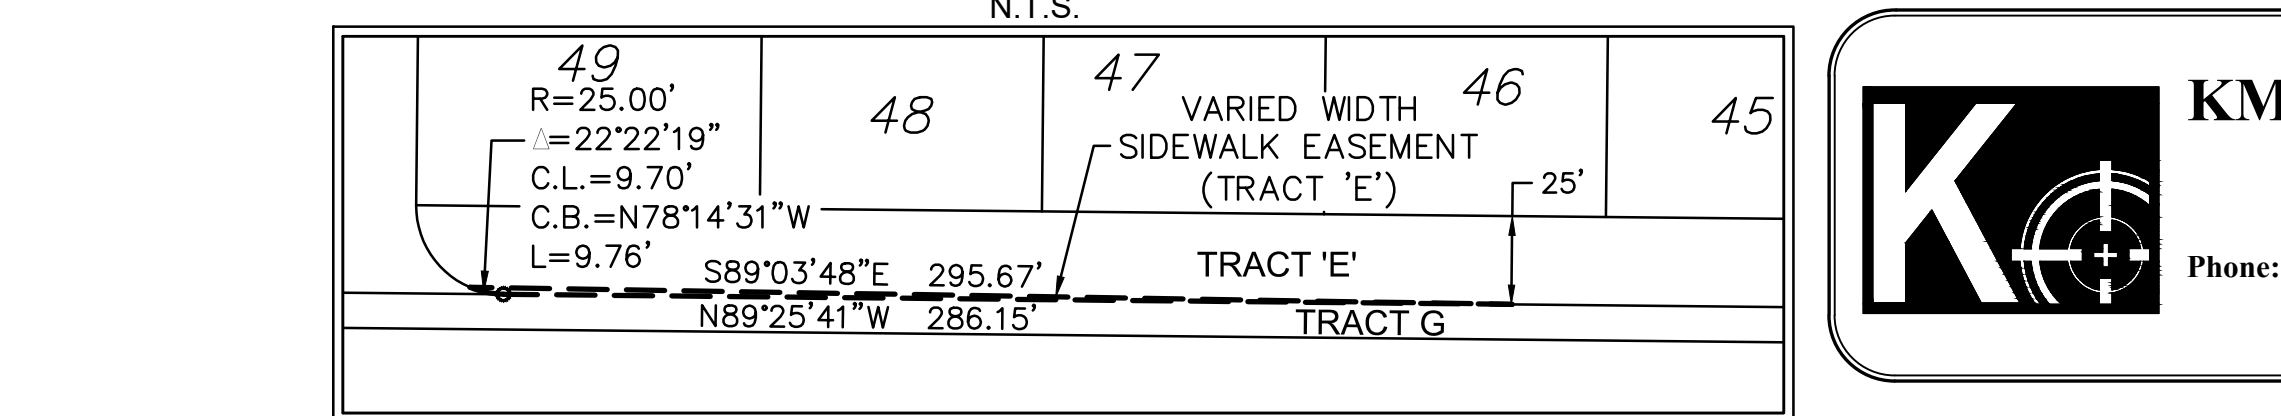 N.T.S.
49
R=25.00'
Δ=22°22'19"
C.L.=9.70'
C.B.=N78°14'31"W
L=9.76'
48
47
VARIED WIDTH
SIDEWALK EASEMENT
(TRACT 'E')
46
45
25'
S89°03'48"E 295.67'
TRACT 'E'
N89°25'41"W 286.15'
TRACT G
K
KM
Phone: